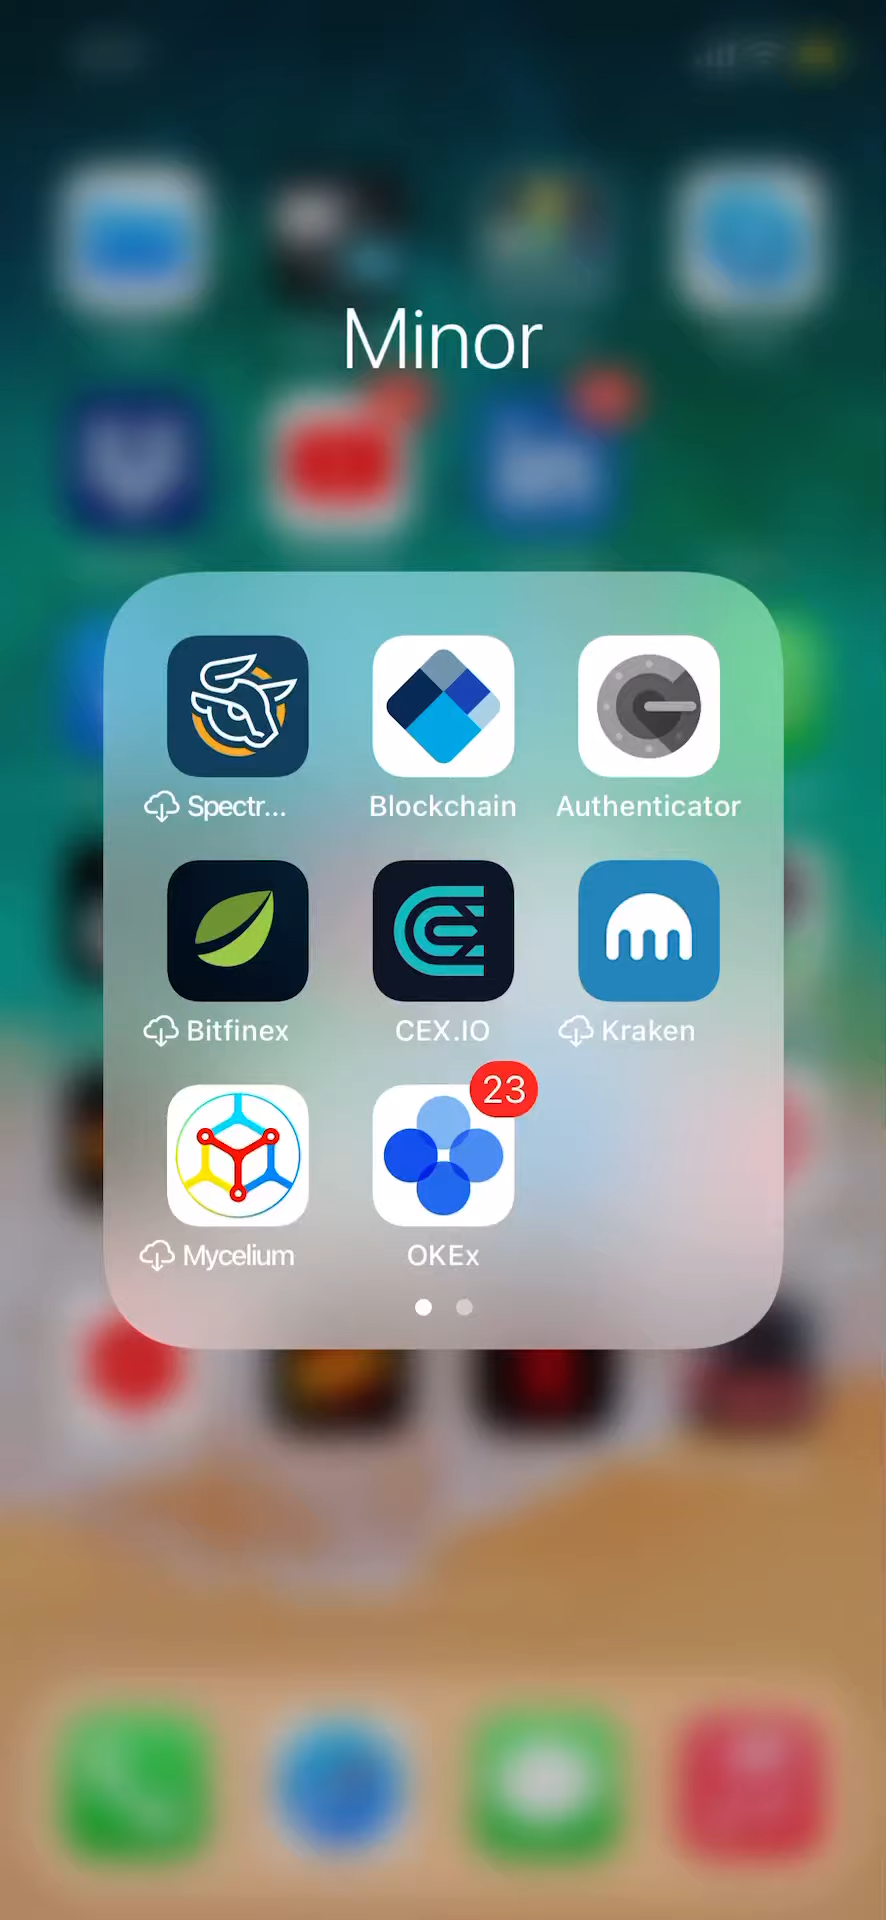 Minor
Spectr...
Blockchain
Authenticator
Bitfinex
CEX.IO
Kraken
23
Mycelium
OKEx